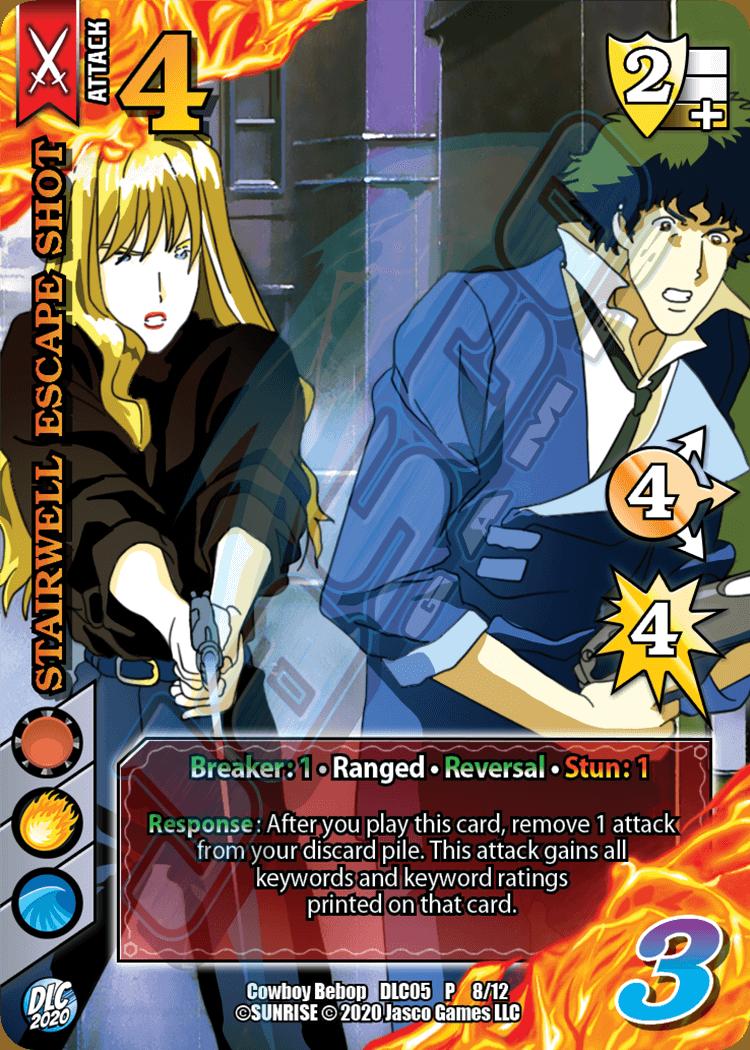 ATTACK
4
2
+
STAIRWELL ESCAPE SHOT
4
4
Breaker: 1 • Ranged • Reversal • Stun: 1
Response: After you play this card, remove 1 attack
from your discard pile. This attack gains all
keywords and keyword ratings
printed on that card.
3
DLC
2020
Cowboy Bebop DLC05 P 8/12
©SUNRISE © 2020 Jasco Games LLC